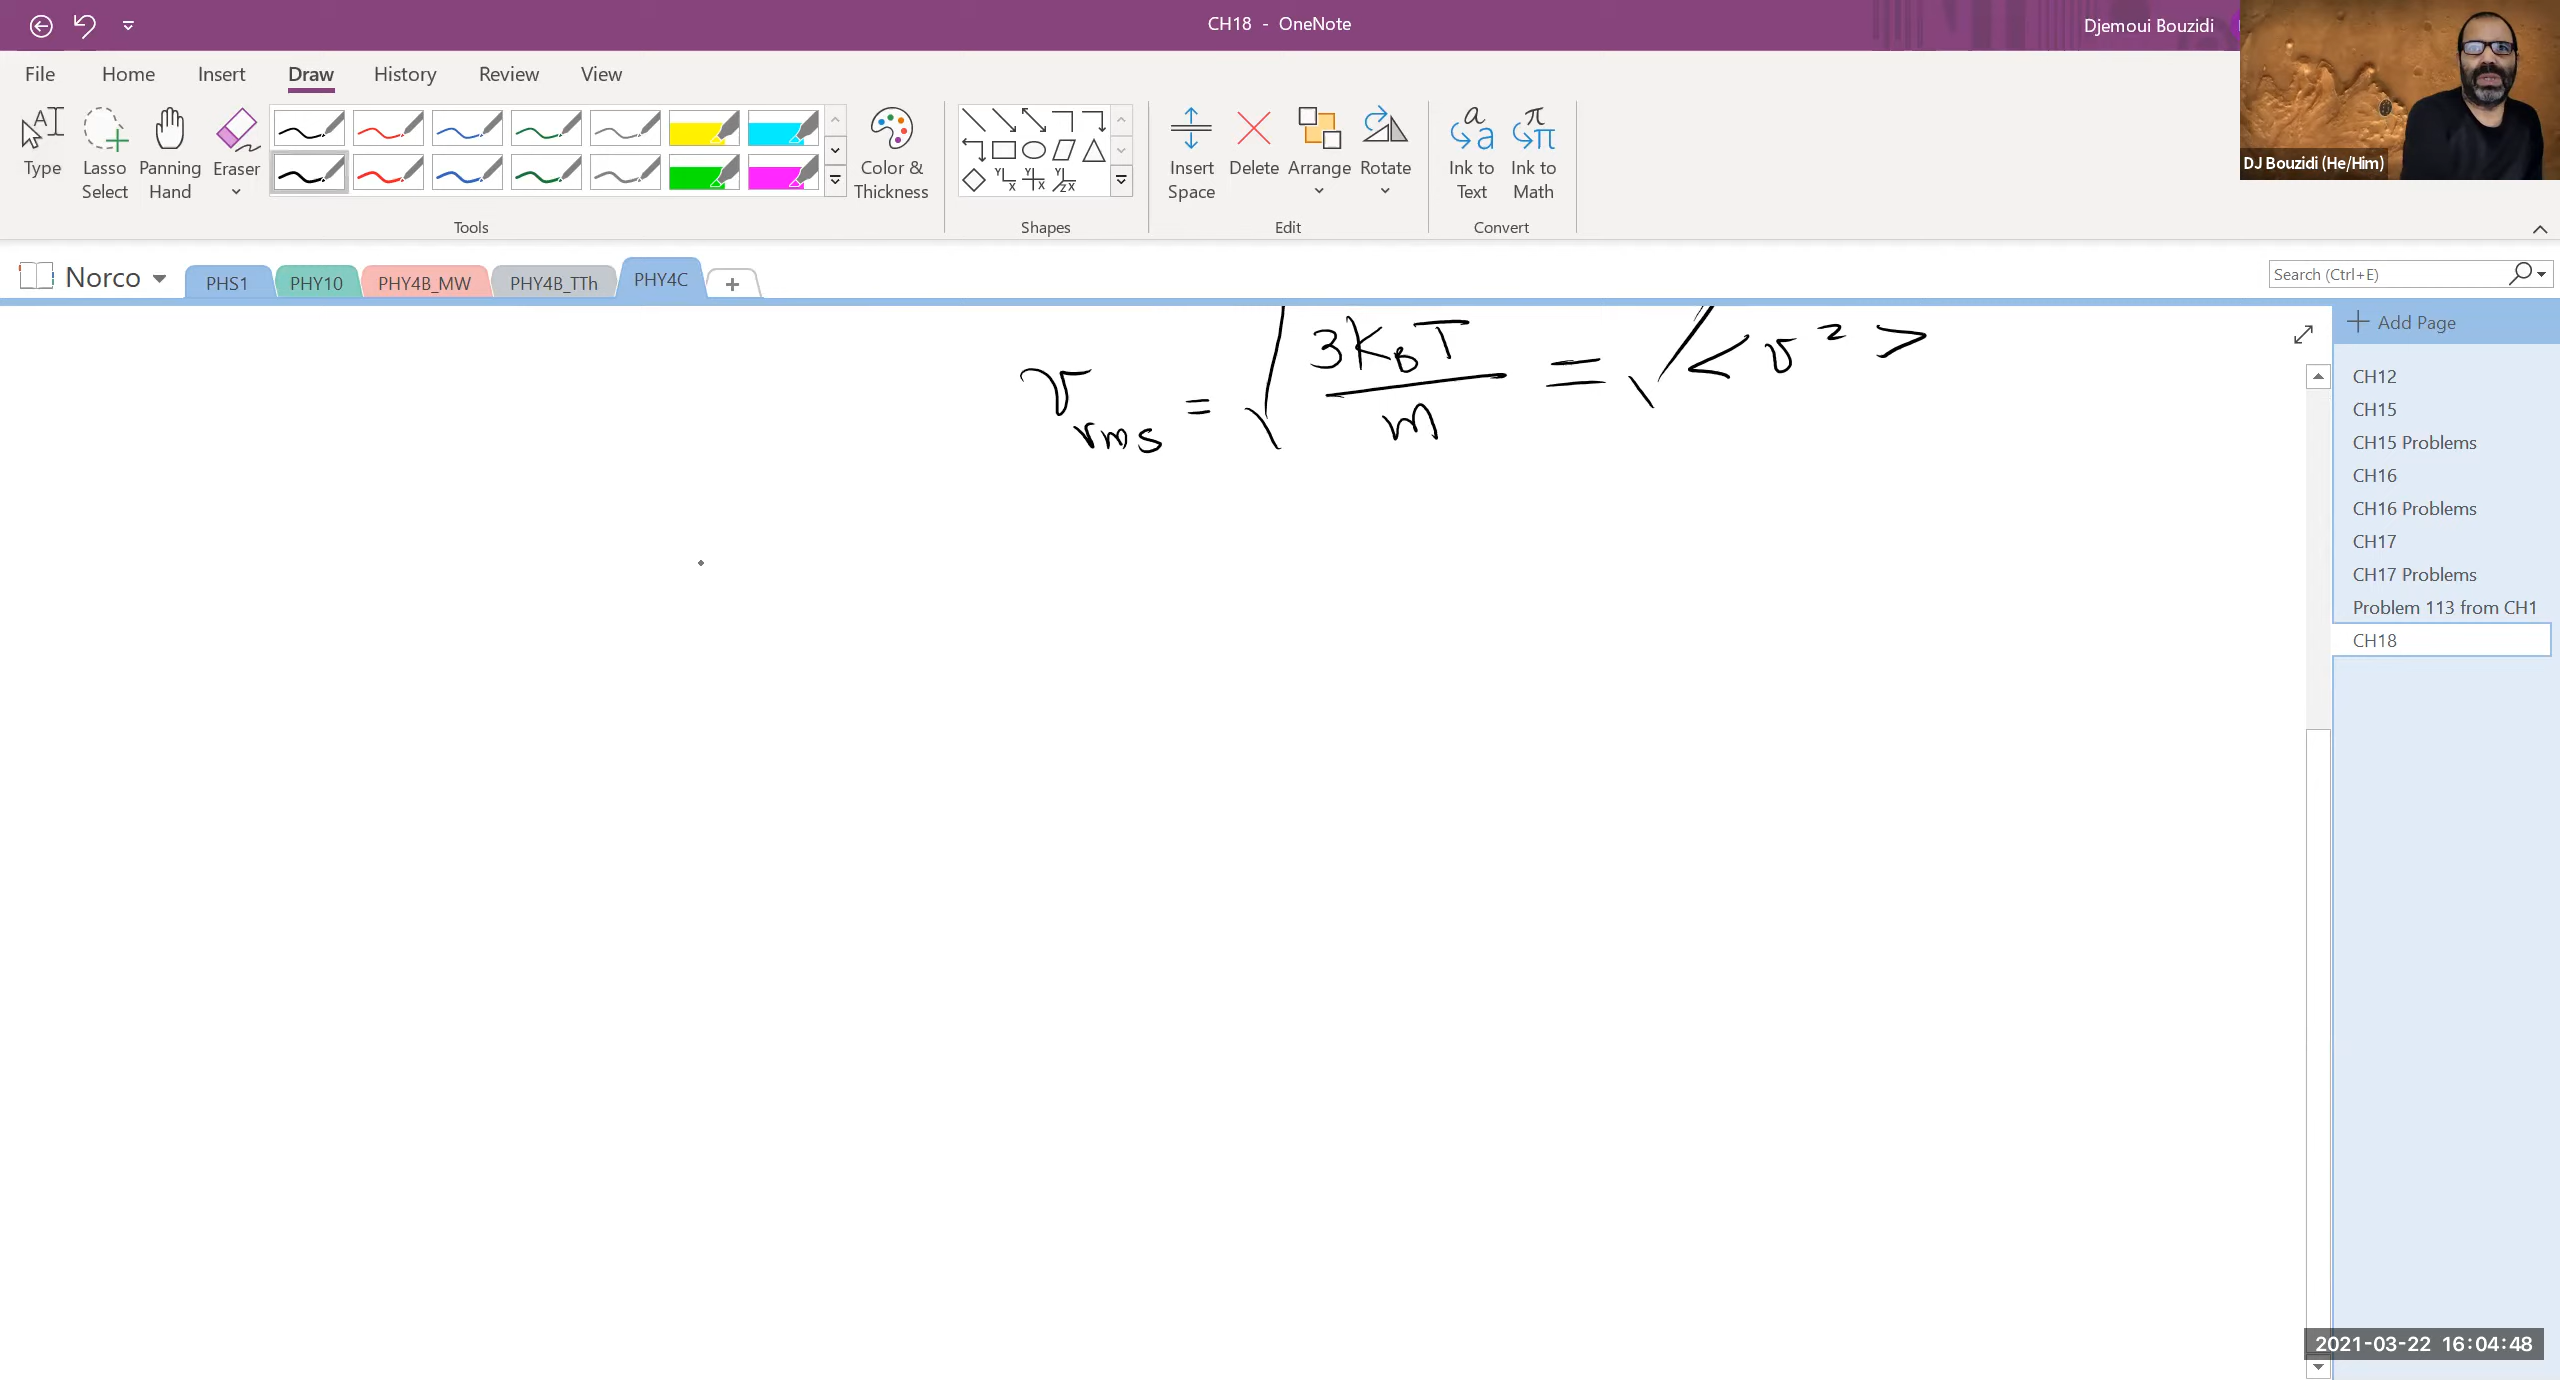 CH18 - OneNote
Djemoui Bouzidi
File Home Insert Draw History Review View
Type
Lasso Select
Panning Hand
Eraser
Color & Thickness
Insert Space
Delete
Arrange
Rotate
Ink to Text
Ink to Math
Tools
Shapes
Edit
Convert
DJ Bouzidi (He/Him)
Norco
PHS1
PHY10
PHY4B_MW
PHY4B_TTh
PHY4C
Search (Ctrl+E)
v_rms = √(3k_BT/m) = √<v²>
Add Page
CH12
CH15
CH15 Problems
CH16
CH16 Problems
CH17
CH17 Problems
Problem 113 from CH1
CH18
2021-03-22 16:04:48